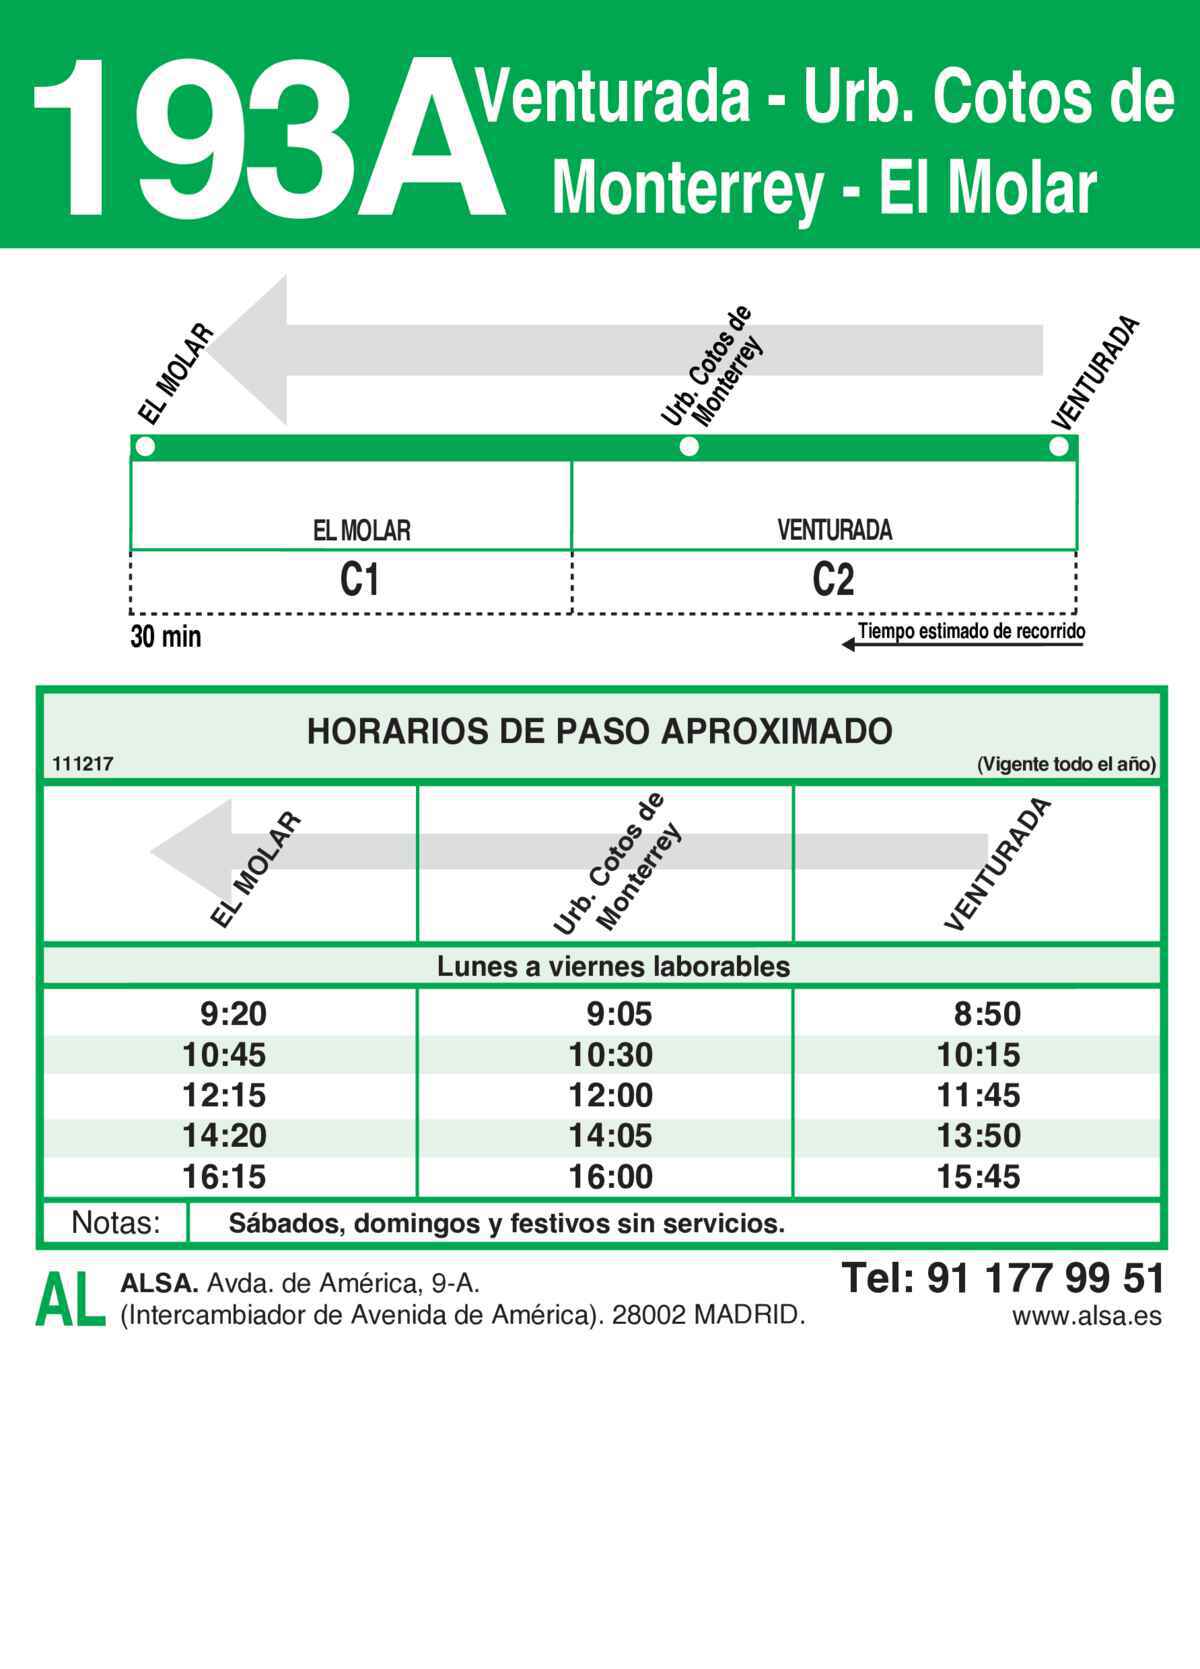 193A
Venturada - Urb. Cotos de
Monterrey - El Molar
EL MOLAR
Urb. Cotos de
Monterrey
VENTURADA
EL MOLAR
VENTURADA
C1
C2
30 min
Tiempo estimado de recorrido
HORARIOS DE PASO APROXIMADO
111217
(Vigente todo el año)
EL MOLAR
Urb. Cotos de
Monterrey
VENTURADA
Lunes a viernes laborables
9:20 9:05 8:50
10:45 10:30 10:15
12:15 12:00 11:45
14:20 14:05 13:50
16:15 16:00 15:45
Notas: Sábados, domingos y festivos sin servicios.
AL
ALSA. Avda. de América, 9-A.
(Intercambiador de Avenida de América). 28002 MADRID.
Tel: 91 177 99 51
www.alsa.es